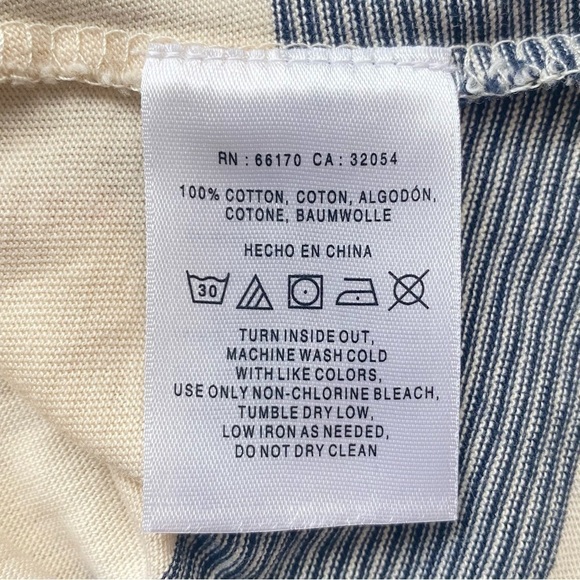 RN : 66170 CA : 32054
100% COTTON, COTON, ALGODÓN,
COTONE, BAUMWOLLE
HECHO EN CHINA
30
TURN INSIDE OUT,
MACHINE WASH COLD
WITH LIKE COLORS,
USE ONLY NON-CHLORINE BLEACH,
TUMBLE DRY LOW,
LOW IRON AS NEEDED,
DO NOT DRY CLEAN